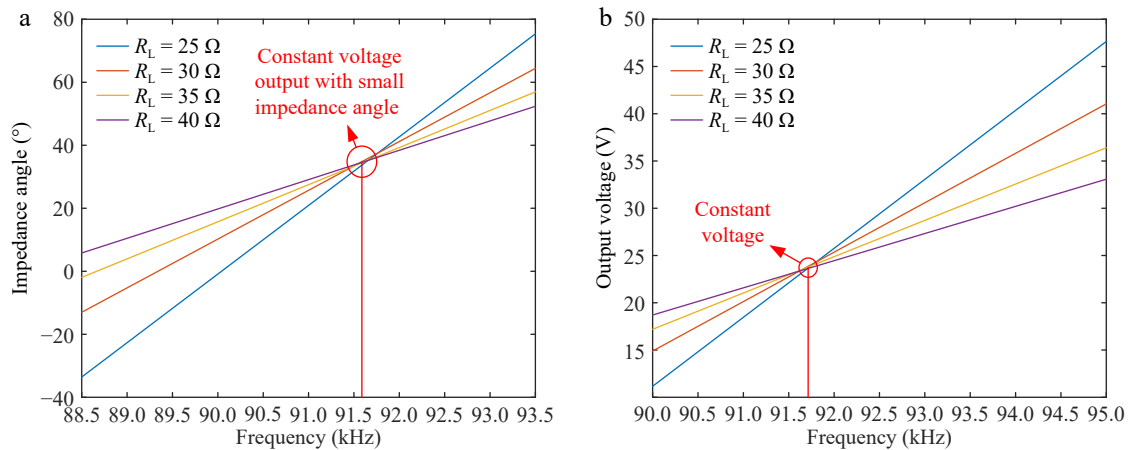 a
80
60
40
20
0
−20
−40
Impedance angle (°)
R_L = 25 Ω
R_L = 30 Ω
R_L = 35 Ω
R_L = 40 Ω
Constant voltage
output with small
impedance angle
88.5 89.0 89.5 90.0 90.5 91.0 91.5 92.0 92.5 93.0 93.5
Frequency (kHz)
b
50
45
40
35
30
25
20
15
Output voltage (V)
R_L = 25 Ω
R_L = 30 Ω
R_L = 35 Ω
R_L = 40 Ω
Constant
voltage
90.0 90.5 91.0 91.5 92.0 92.5 93.0 93.5 94.0 94.5 95.0
Frequency (kHz)